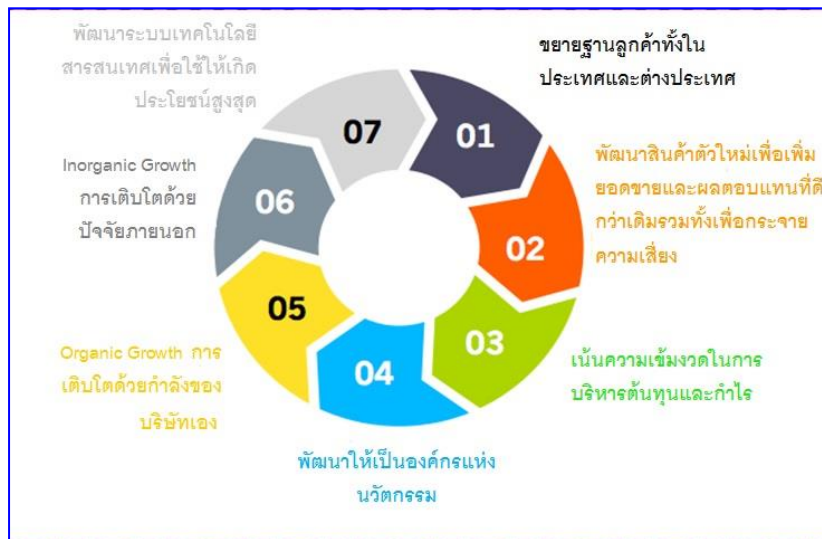 พัฒนาระบบเทคโนโลยี
สารสนเทศเพื่อใช้ให้เกิด
ประโยชน์สูงสุด
07
01
ขยายฐานลูกค้าทั้งใน
ประเทศและต่างประเทศ
Inorganic Growth
การเติบโตด้วย
ปัจจัยภายนอก
06
02
พัฒนาสินค้าตัวใหม่เพื่อเพิ่ม
ยอดขายและผลตอบแทนที่ดี
กว่าเดิมรวมทั้งเพื่อกระจาย
ความเสี่ยง
05
03
Organic Growth การ
เติบโตด้วยกำลังของ
บริษัทเอง
04
เน้นความเข้มงวดในการ
บริหารต้นทุนและกำไร
พัฒนาให้เป็นองค์กรแห่ง
นวัตกรรม